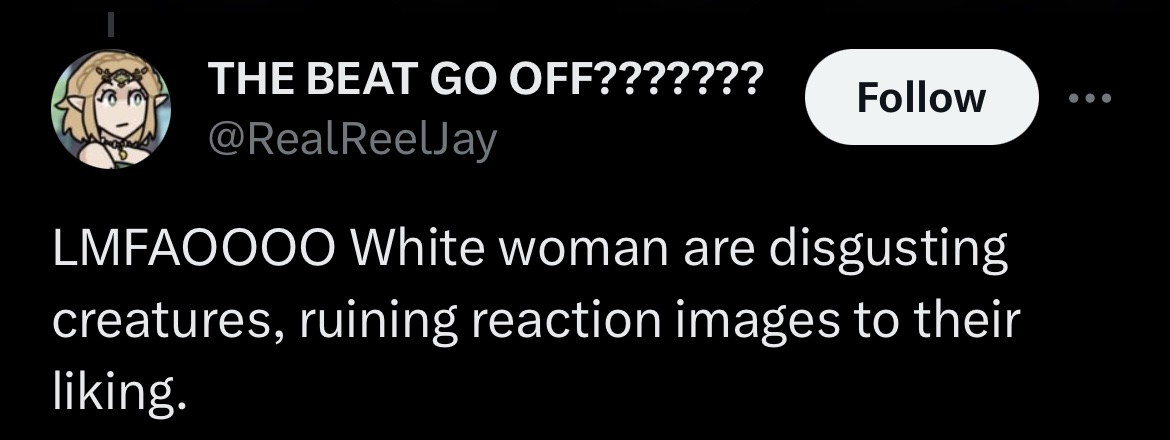 THE BEAT GO OFF???????
Follow
@RealReelJay
LMFAOOOO White woman are disgusting
creatures, ruining reaction images to their
liking.